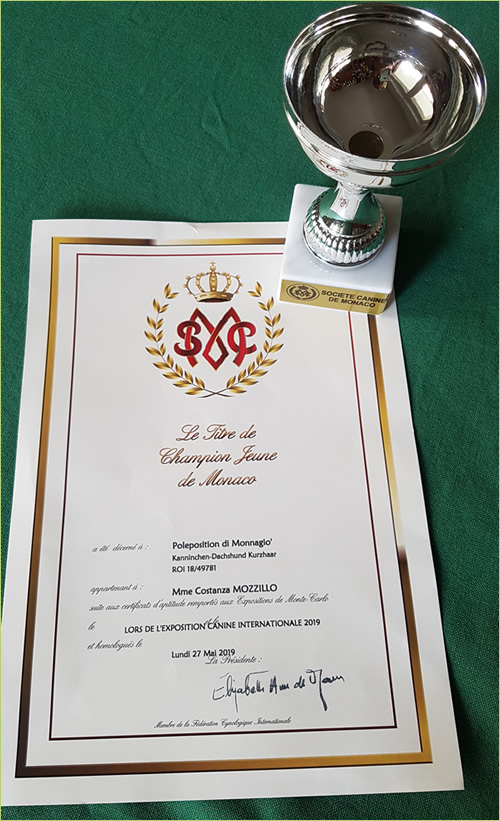 SOCIETE CANINE
DE MONACO
SMC
Le Titre de
Champion Jeune
de Monaco
a été décerné à :
Poleposition di Monnagio'
Kanninchen-Dachshund Kurzhaar
ROI 18/49781
appartenant à :
Mme Costanza MOZZILLO
suite aux certificats d'aptitude remportés aux Expositions de Monte-Carlo
le LORS DE L'EXPOSITION CANINE INTERNATIONALE 2019
et homologués le
Lundi 27 Mai 2019
La Présidente :
Membre de la Fédération Cynologique Internationale